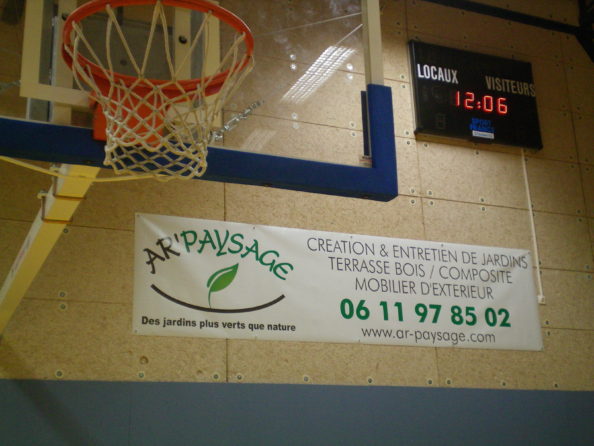 LOCAUX VISITEURS
12:06
AR'PAYSAGE
Des jardins plus verts que nature
CREATION & ENTRETIEN DE JARDINS
TERRASSE BOIS / COMPOSITE
MOBILIER D'EXTERIEUR
06 11 97 85 02
www.ar-paysage.com